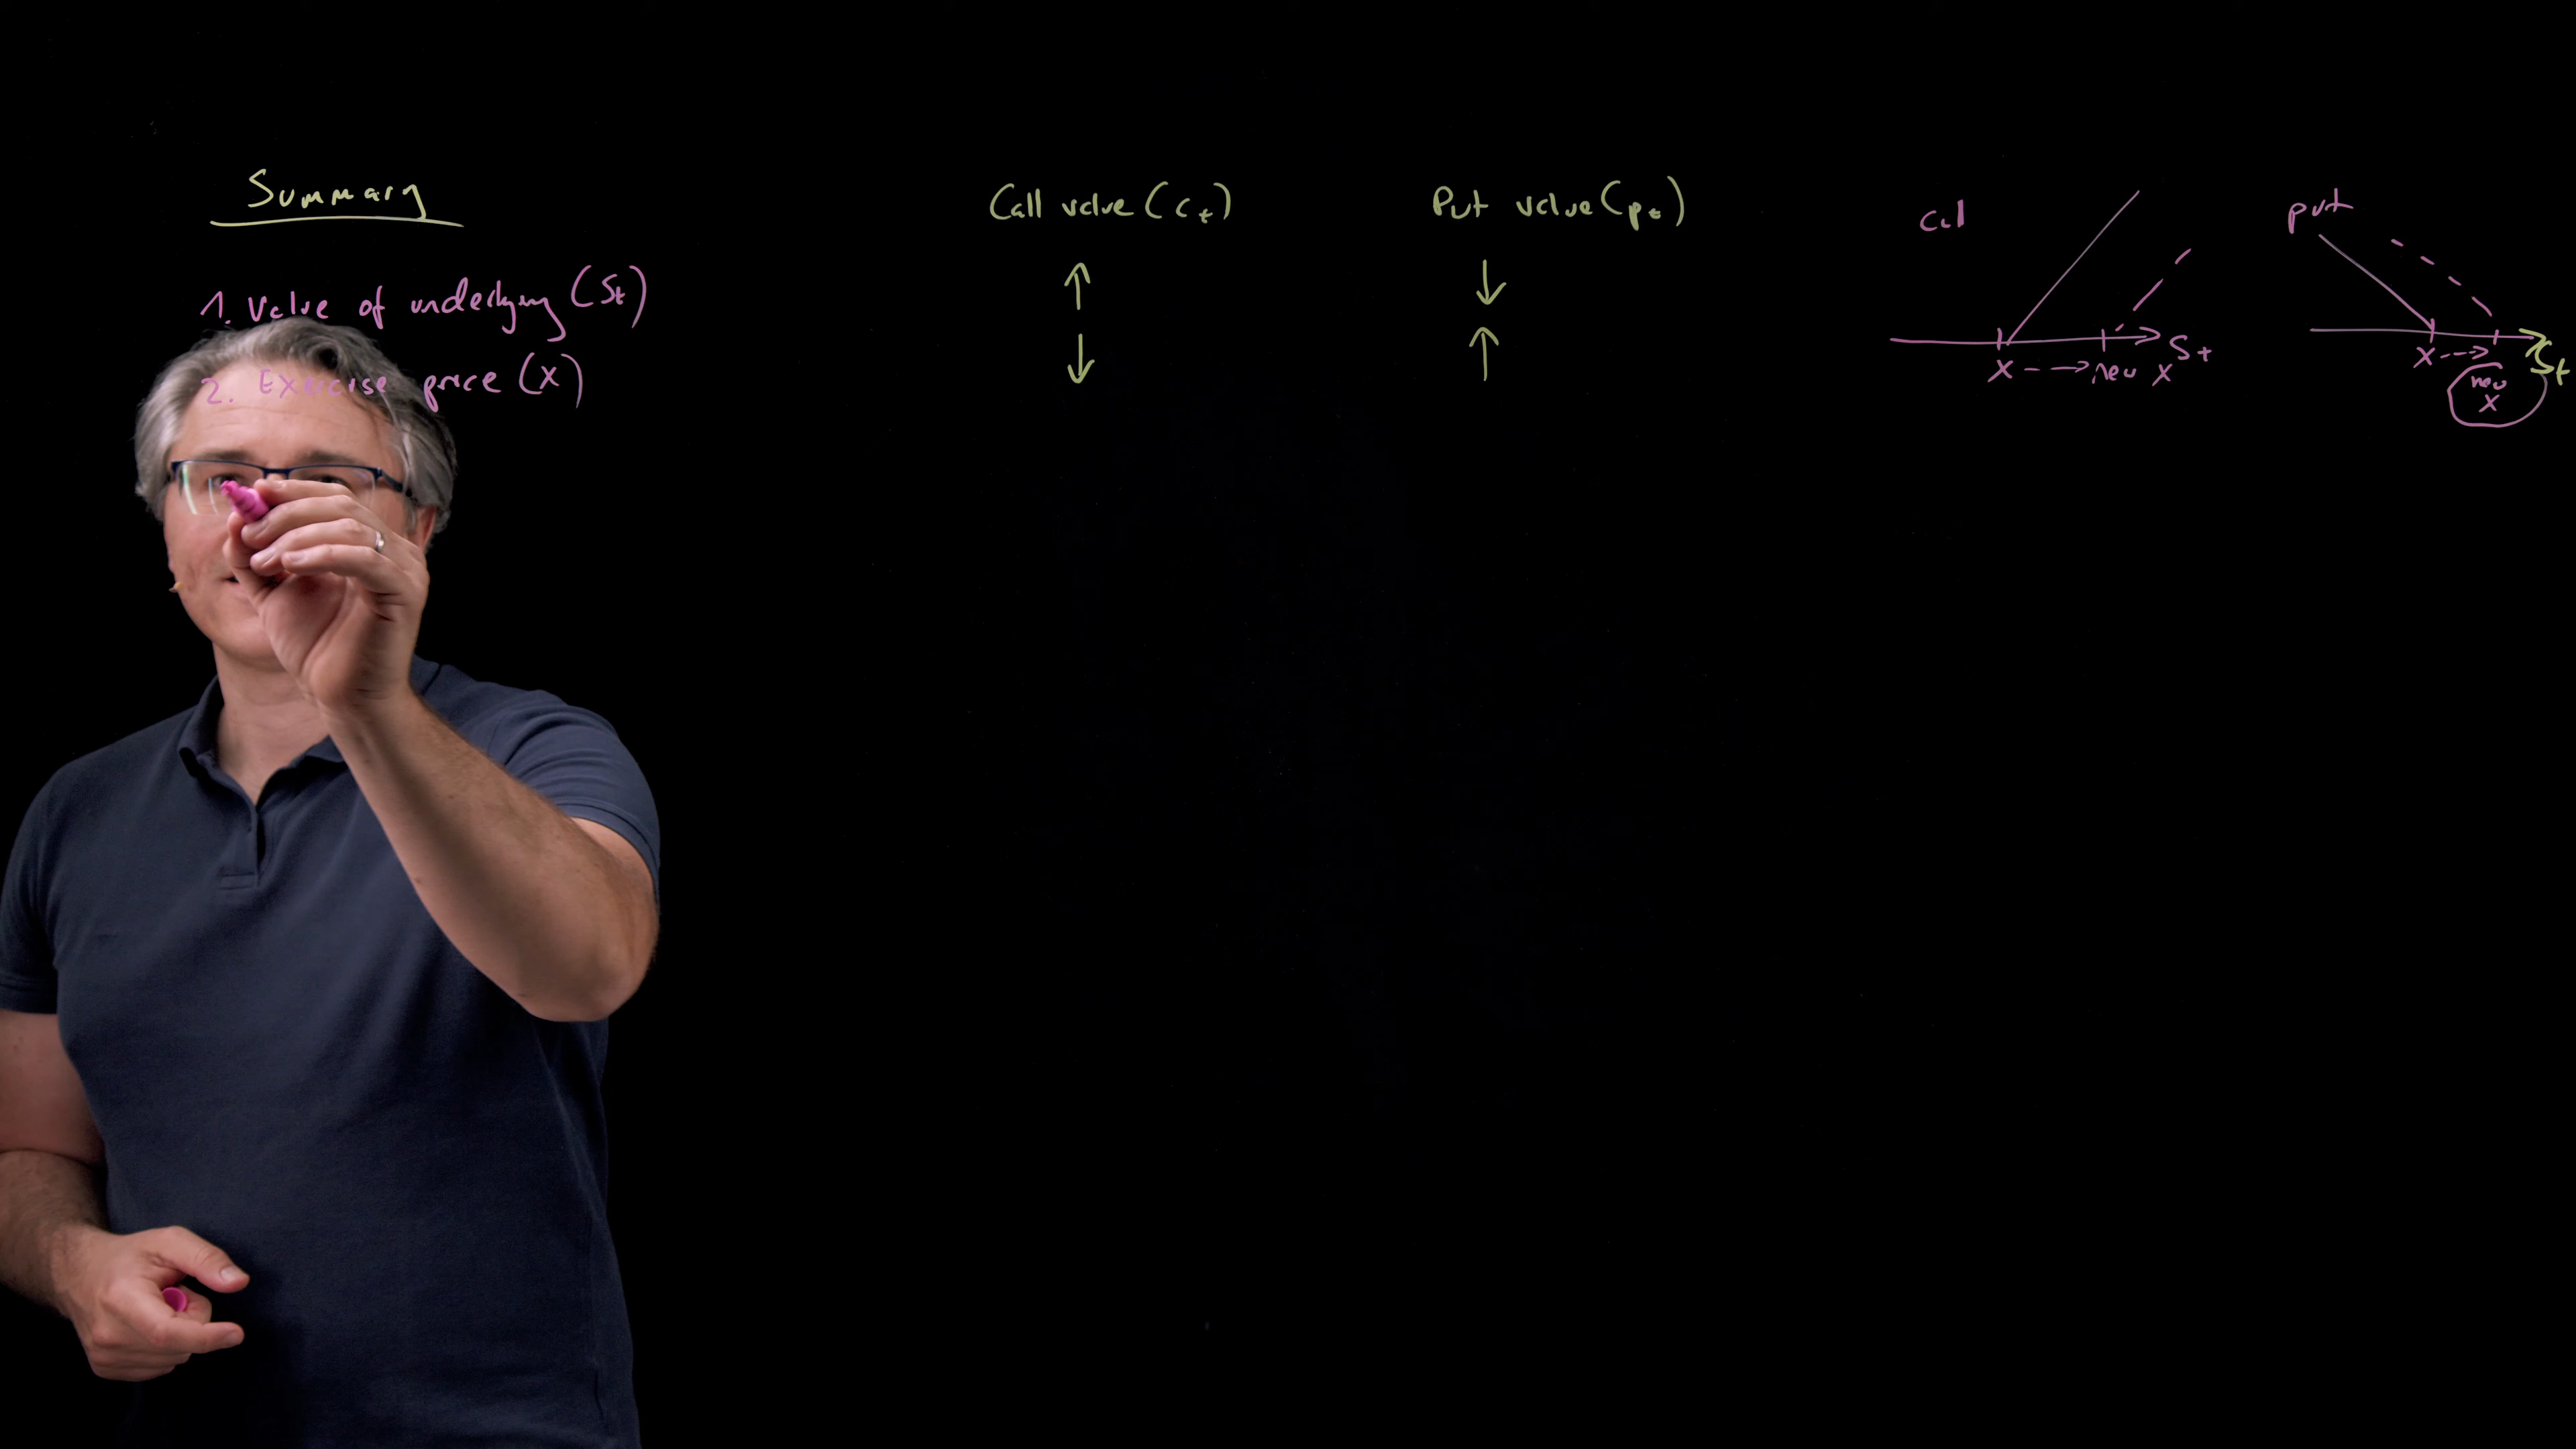 Summary
Call value (ct)
Put value (pt)
1. Value of underlying (St)
↑
↓
2. Exercise price (X)
↓
↑
Call
St
X - - → new X
put
St
X - - → new X